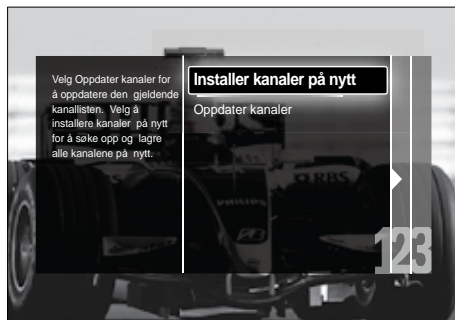 Velg Oppdater kanaler for
å oppdatere den gjeldende
kanallisten. Velg å
installere kanaler på nytt
for å søke opp og lagre
alle kanalene på nytt.
Installer kanaler på nytt
Oppdater kanaler
RBS
PHILIPS
123